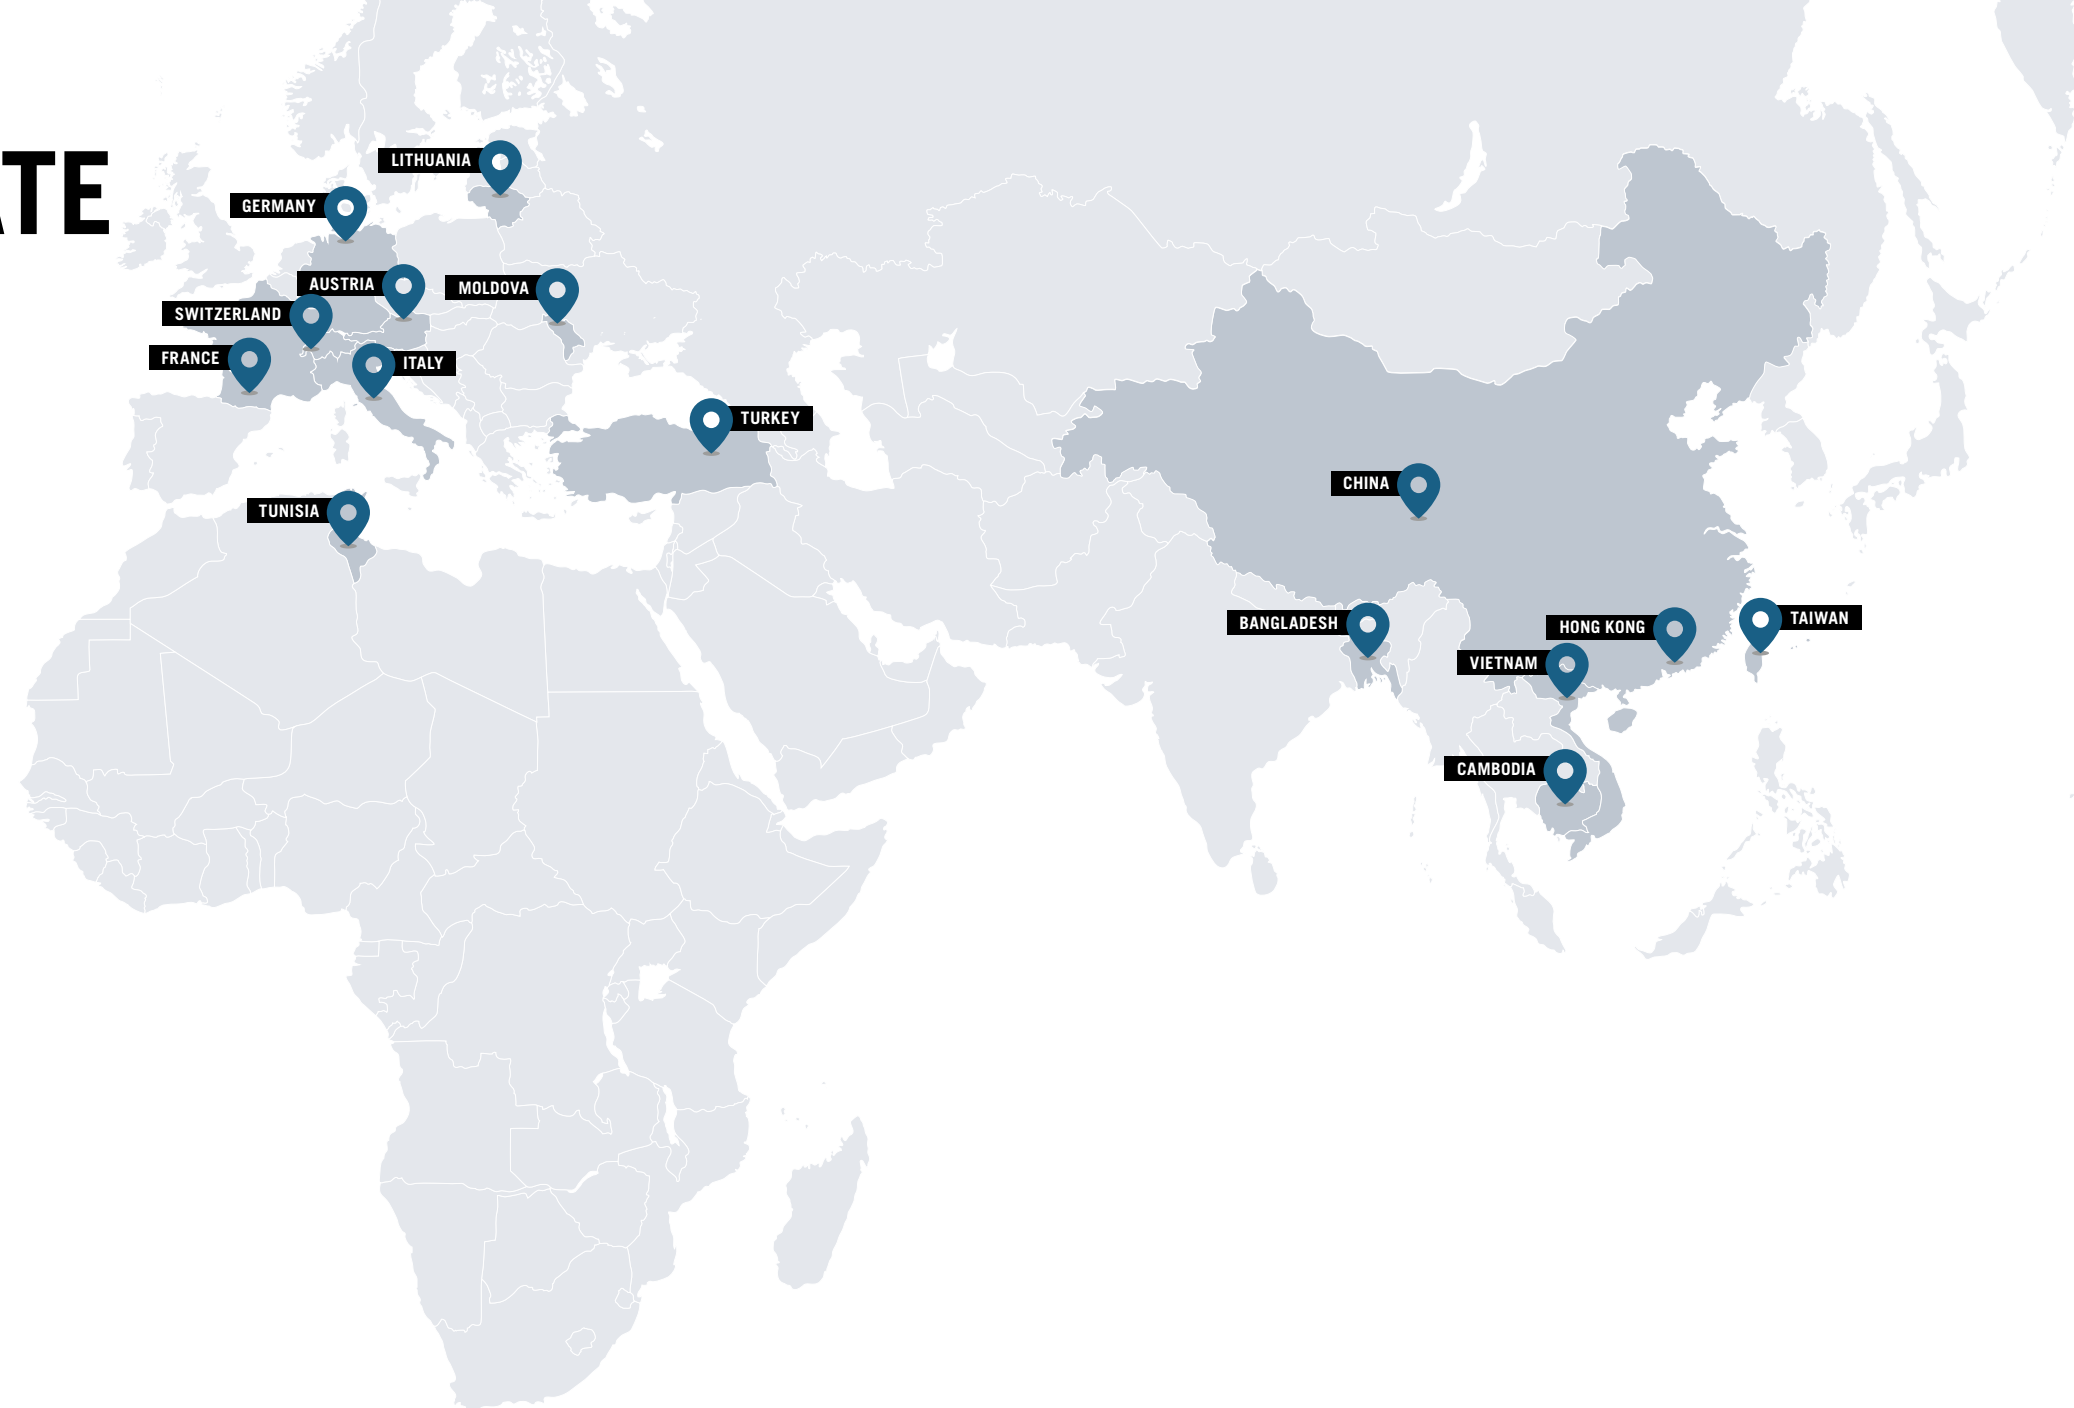 ATE
LITHUANIA
GERMANY
AUSTRIA
MOLDOVA
SWITZERLAND
FRANCE
ITALY
TURKEY
CHINA
TUNISIA
BANGLADESH
HONG KONG
TAIWAN
VIETNAM
CAMBODIA